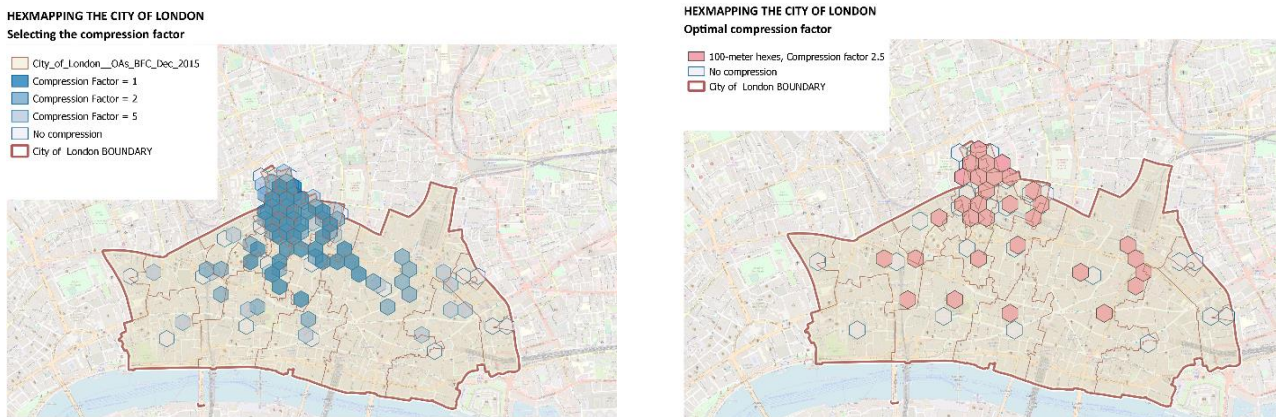 HEXMAPPING THE CITY OF LONDON
Selecting the compression factor
City_of_London__OAs_BFC_Dec_2015
Compression Factor = 1
Compression Factor = 2
Compression Factor = 5
No compression
City of London BOUNDARY
HEXMAPPING THE CITY OF LONDON
Optimal compression factor
100-meter hexes, Compression factor 2.5
No compression
City of London BOUNDARY